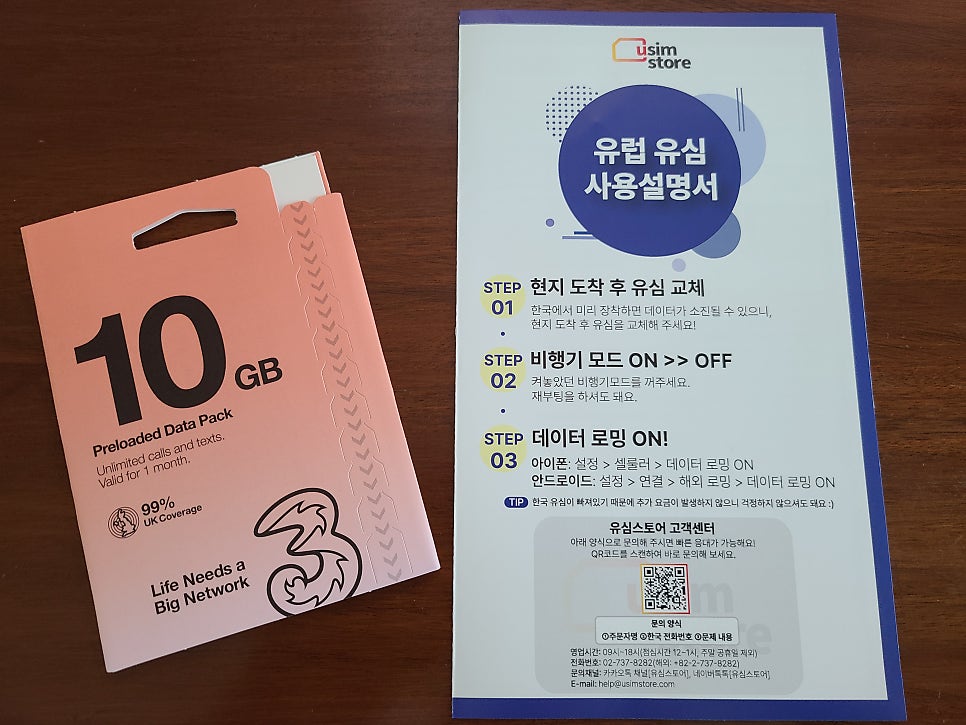 10 GB
Preloaded Data Pack
Unlimited calls and texts.
Valid for 1 month.
99%
UK Coverage
Life Needs a
Big Network
3
usim
store
유럽 유심
사용설명서
STEP
01
현지 도착 후 유심 교체
한국에서 미리 장착하면 데이터가 소진될 수 있으니,
현지 도착 후 유심을 교체해 주세요!
STEP
02
비행기 모드 ON >> OFF
켜놓았던 비행기모드를 꺼주세요.
재부팅을 하셔도 돼요.
STEP
03
데이터 로밍 ON!
아이폰: 설정 > 셀룰러 > 데이터 로밍 ON
안드로이드: 설정 > 연결 > 해외 로밍 > 데이터 로밍 ON
TIP 한국 유심이 빠져있기 때문에 추가 요금이 발생하지 않으니 걱정하지 않으셔도 돼요 :)
유심스토어 고객센터
아래 양식으로 문의해 주시면 빠른 응대가 가능해요!
QR코드를 스캔하여 바로 문의해 보세요.
usim
store
문의 양식
①주문자명 ②한국 전화번호 ③문제 내용
영업시간: 09시~18시(점심시간 12~1시, 주말 공휴일 제외)
전화번호: 02-737-8282(해외: +82-2-737-8282)
문의채널: 카카오톡 채널[유심스토어], 네이버톡톡[유심스토어]
E-mail: help@usimstore.com